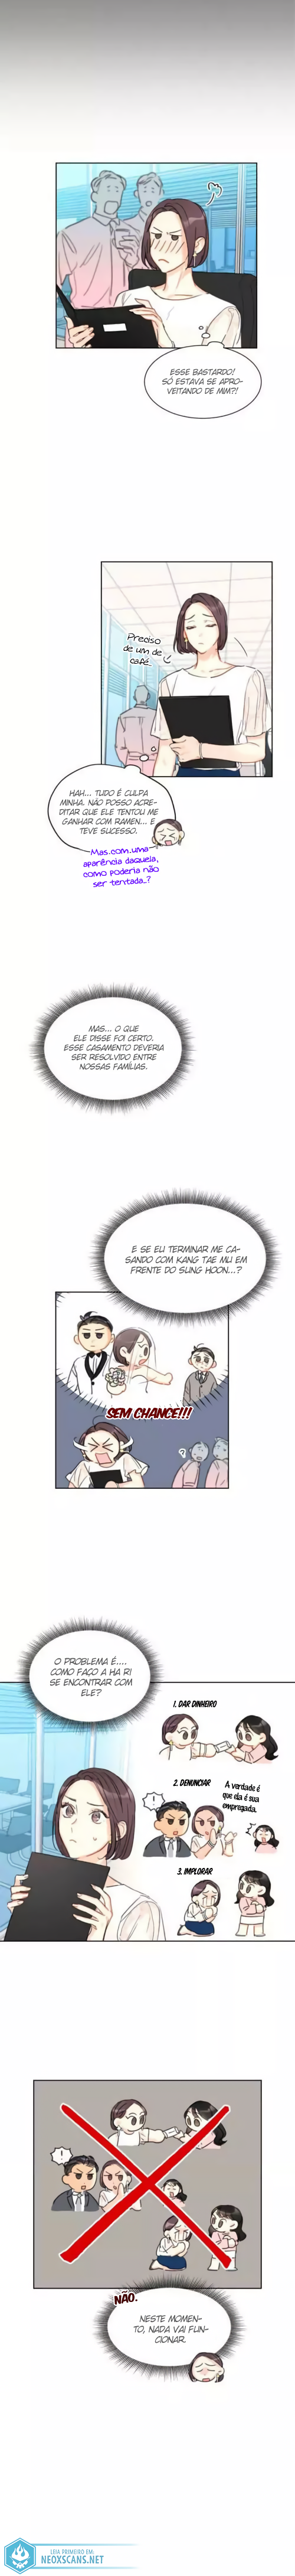 ESSE BASTARDO!
SÓ ESTAVA SE APRO-
VEITANDO DE MIM?!
Preciso
de um de
café.
HAH... TUDO É CULPA
MINHA. NÃO POSSO ACRE-
DITAR QUE ELE TENTOU ME
GANHAR COM RAMEN... E
TEVE SUCESSO.
Mas com uma
aparência daquela,
como poderia não
ser tentada..?
MAS... O QUE
ELE DISSE FOI CERTO.
ESSE CASAMENTO DEVERIA
SER RESOLVIDO ENTRE
NOSSAS FAMÍLIAS.
E SE EU TERMINAR ME CA-
SANDO COM KANG TAE MU EM
FRENTE DO SUNG HOON...?
SEM CHANCE!!!
?
O PROBLEMA É....
COMO FAÇO A HA RI
SE ENCONTRAR COM
ELE?
1. DAR DINHEIRO
2. DENUNCIAR
A verdade é
que ela é sua
empregada.
!
3. IMPLORAR
!
NÃO.
NESTE MOMEN-
TO, NADA VAI FUN-
CIONAR.
LEIA PRIMEIRO EM:
NEOXSCANS.NET